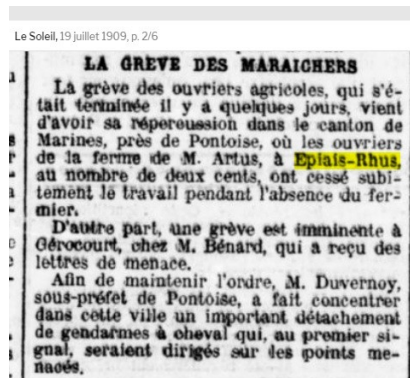 Le Soleil, 19 juillet 1909, p. 2/6
LA GRÈVE DES MARAICHERS
La grève des ouvriers agricoles, qui s'é-
tait terminée il y a quelques jours, vient
d'avoir sa répercussion dans le canton de
Marines, près de Pontoise, où les ouvriers
de la ferme de M. Artus, à Epiais-Rhus,
au nombre de deux cents, ont cessé subi-
tement le travail pendant l'absence du fer-
mier.
D'autre part, une grève est imminente à
Gérocourt, chez M. Bénard, qui a reçu des
lettres de menace.
Afin de maintenir l'ordre, M. Duvernoy,
sous-préfet de Pontoise, a fait concentrer
dans cette ville un important détachement
de gendarmes à cheval qui, au premier si-
gnal, seraient dirigés sur les points me-
nacés.